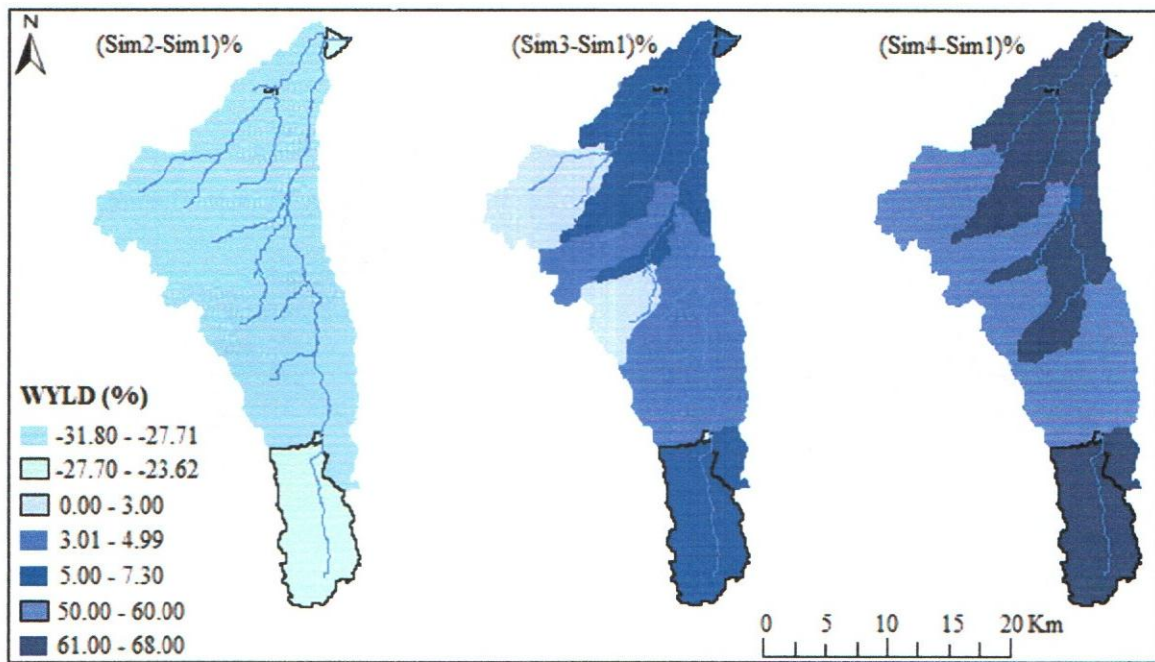 N
(Sim2-Sim1)%
(Sim3-Sim1)%
(Sim4-Sim1)%
WYLD (%)
-31.80 - -27.71
-27.70 - -23.62
0.00 - 3.00
3.01 - 4.99
5.00 - 7.30
50.00 - 60.00
61.00 - 68.00
0 5 10 15 20 Km